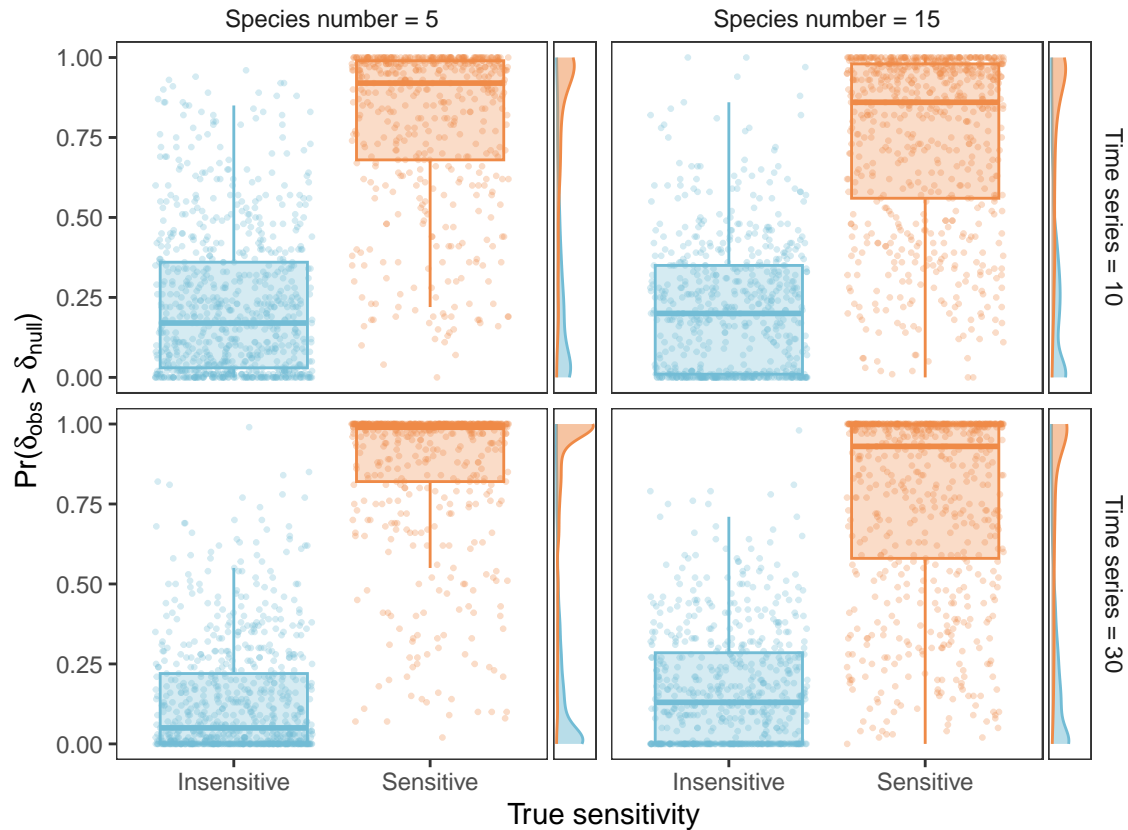 Species number = 5
Species number = 15
1.00
0.75
0.50
0.25
0.00
Time series = 10
1.00
0.75
0.50
0.25
0.00
Time series = 30
Pr(δobs > δnull)
Insensitive
Sensitive
Insensitive
Sensitive
True sensitivity